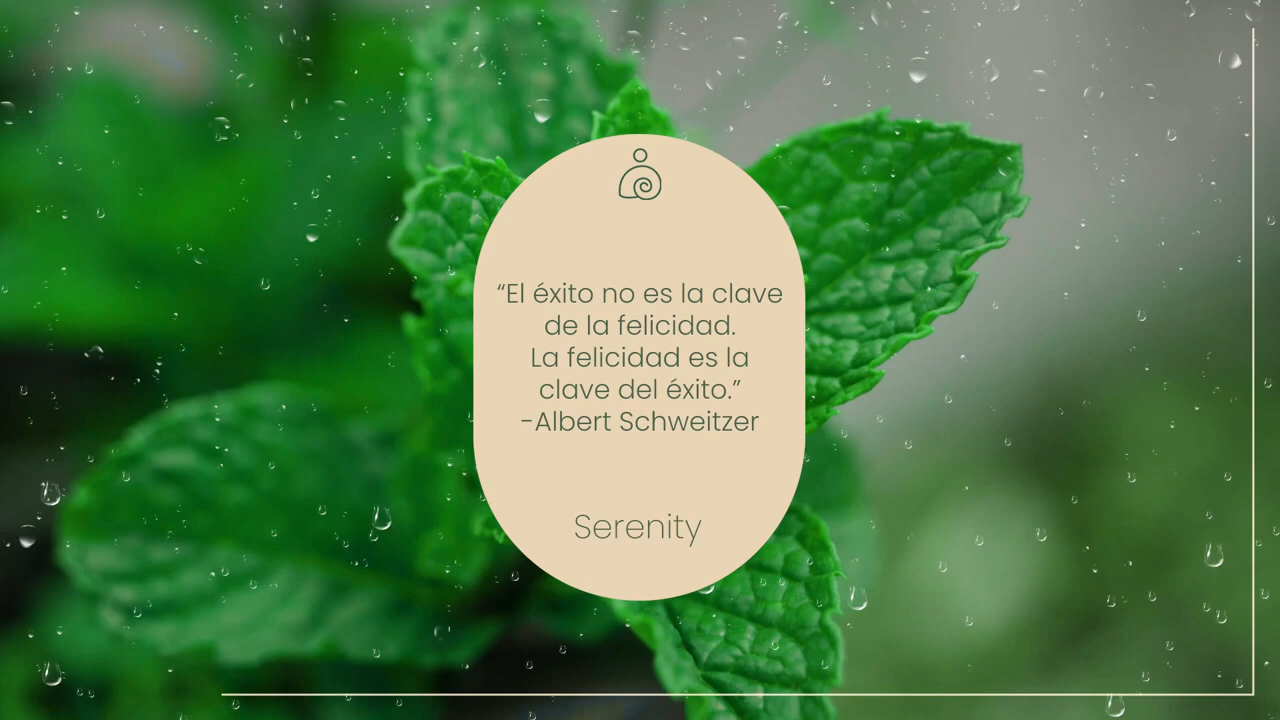 “El éxito no es la clave
de la felicidad.
La felicidad es la
clave del éxito.”
-Albert Schweitzer
Serenity